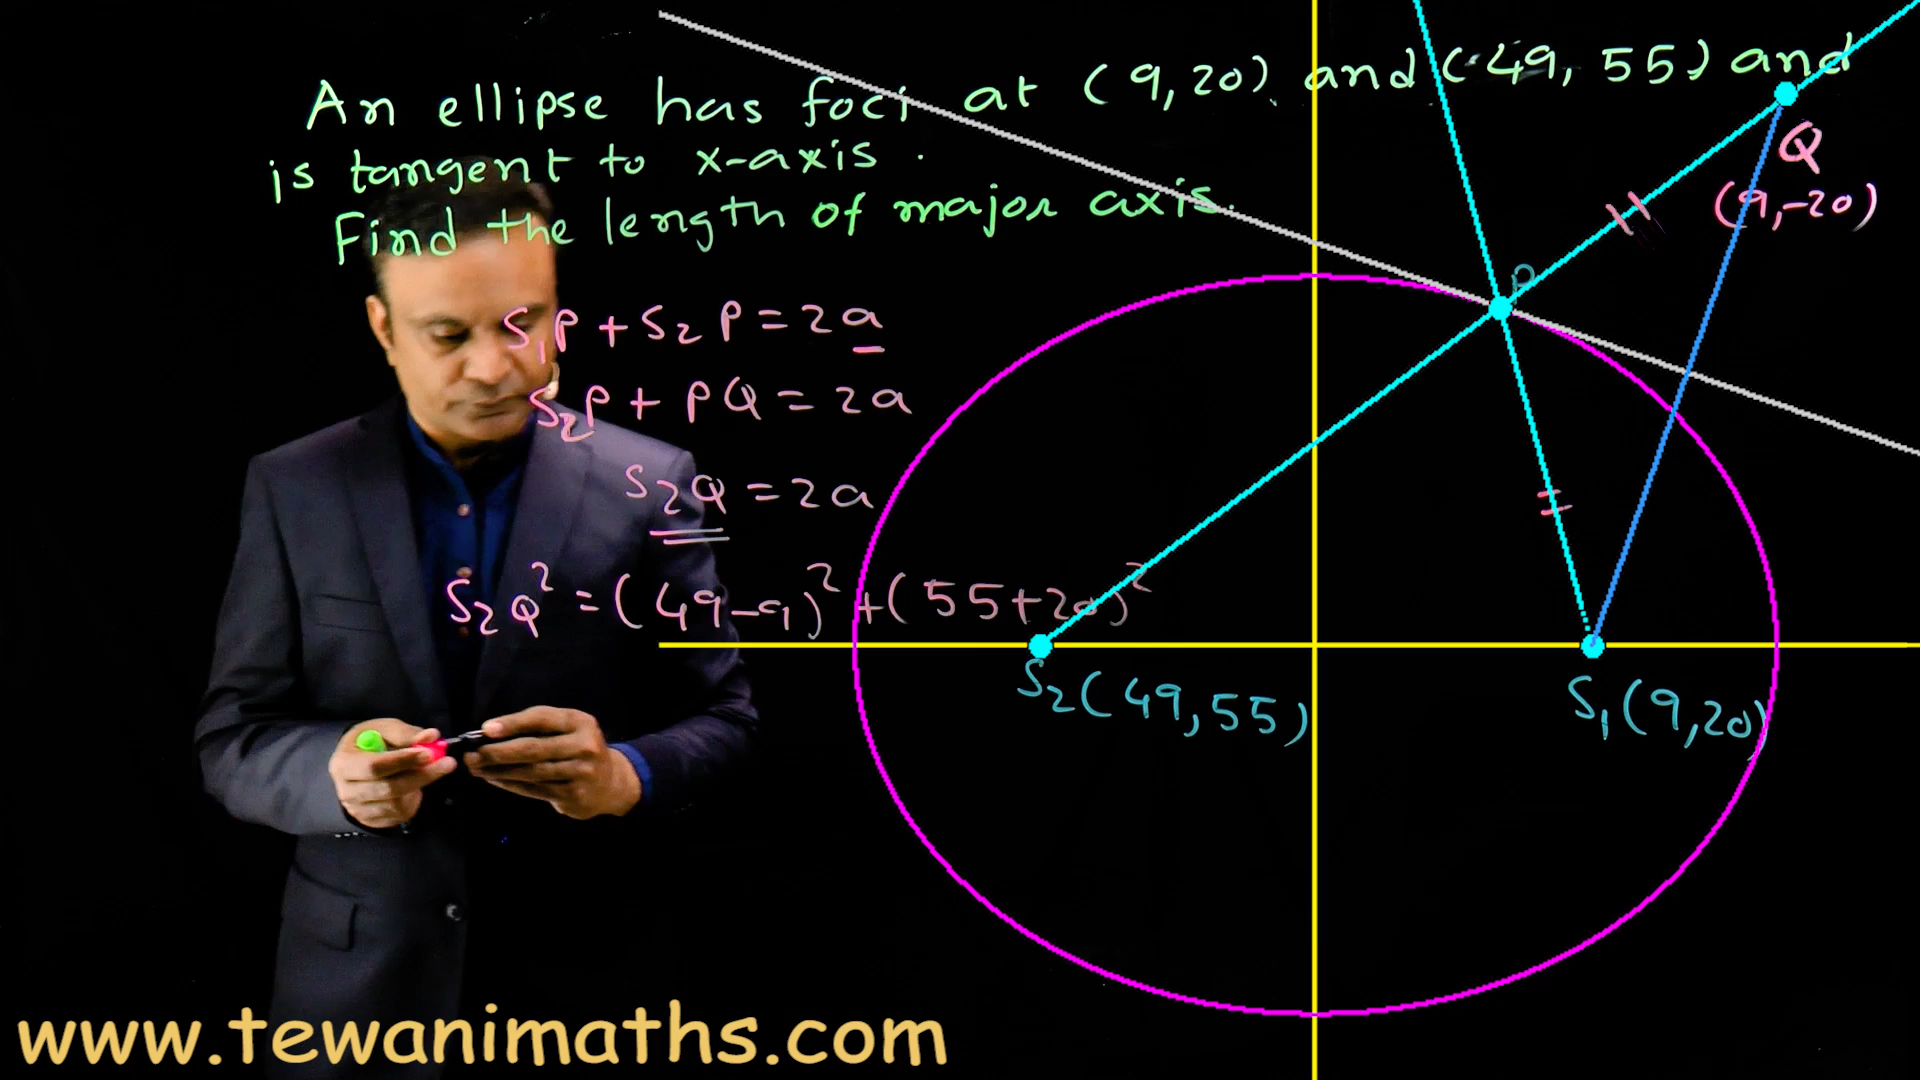 An ellipse has foci at (9,20) and (49,55) and
is tangent to x-axis.
Find the length of major axis.
S₁P + S₂P = 2a
S₂P + PQ = 2a
S₂Q = 2a
S₂Q² = (49-9)² + (55+20)²
Q
(9,-20)
P
S₂(49,55)
S₁(9,20)
www.tewanimaths.com